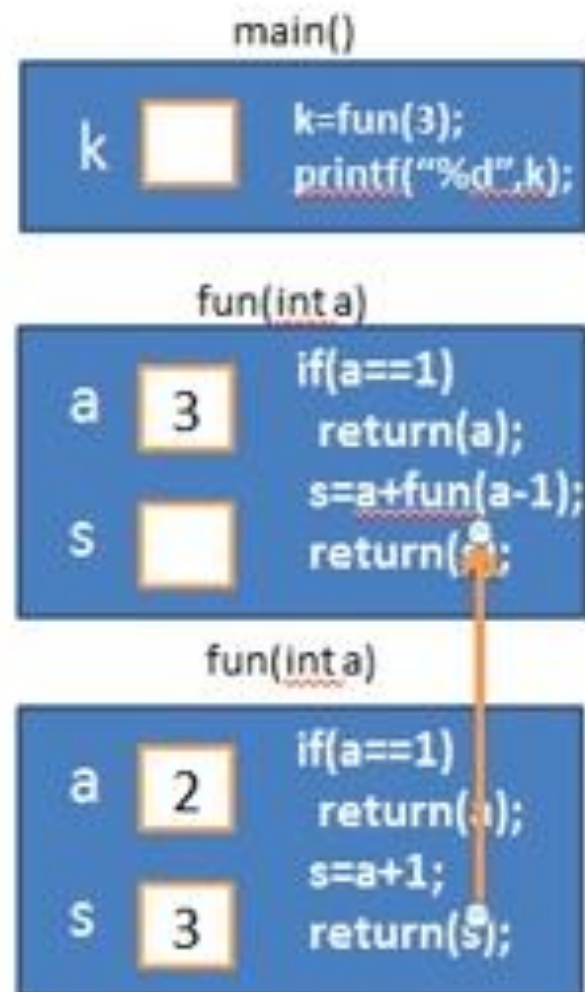 main()
k
k=fun(3);
printf("%d",k);
fun(int a)
a 3
if(a==1)
return(a);
s=a+fun(a-1);
s
return(s);
fun(int a)
a 2
if(a==1)
return(a);
s=a+1;
s 3
return(s);